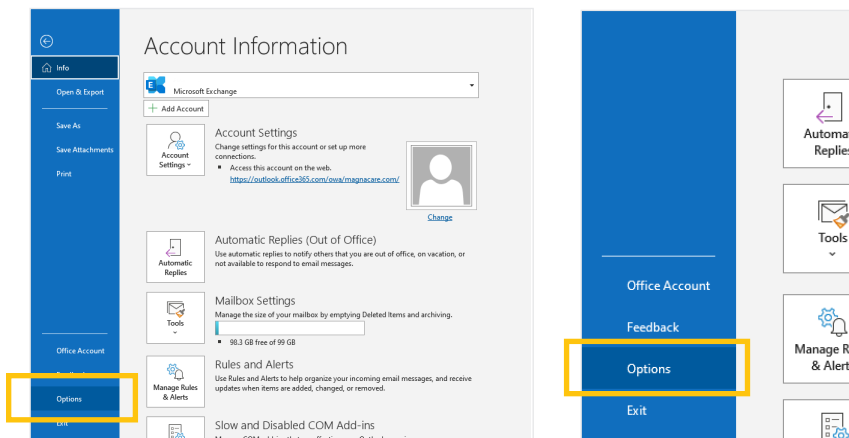 Account Information
Info
Open & Export
Save As
Save Attachments
Print
Office Account
Options
Exit
E
Microsoft Exchange
Add Account
Account
Settings
Account Settings
Change settings for this account or set up more
connections.
Access this account on the web.
https://outlook.office365.com/owa/magnacare.com/
Change
Automatic
Replies
Automatic Replies (Out of Office)
Use automatic replies to notify others that you are out of office, on vacation, or
not available to respond to email messages.
Tools
Mailbox Settings
Manage the size of your mailbox by emptying Deleted Items and archiving.
98.3 GB free of 99 GB
Manage Rules
& Alerts
Rules and Alerts
Use Rules and Alerts to help organize your incoming email messages, and receive
updates when items are added, changed, or removed.
Slow and Disabled COM Add-ins
Office Account
Feedback
Options
Exit
Automat
Replies
Tools
Manage R
& Alert